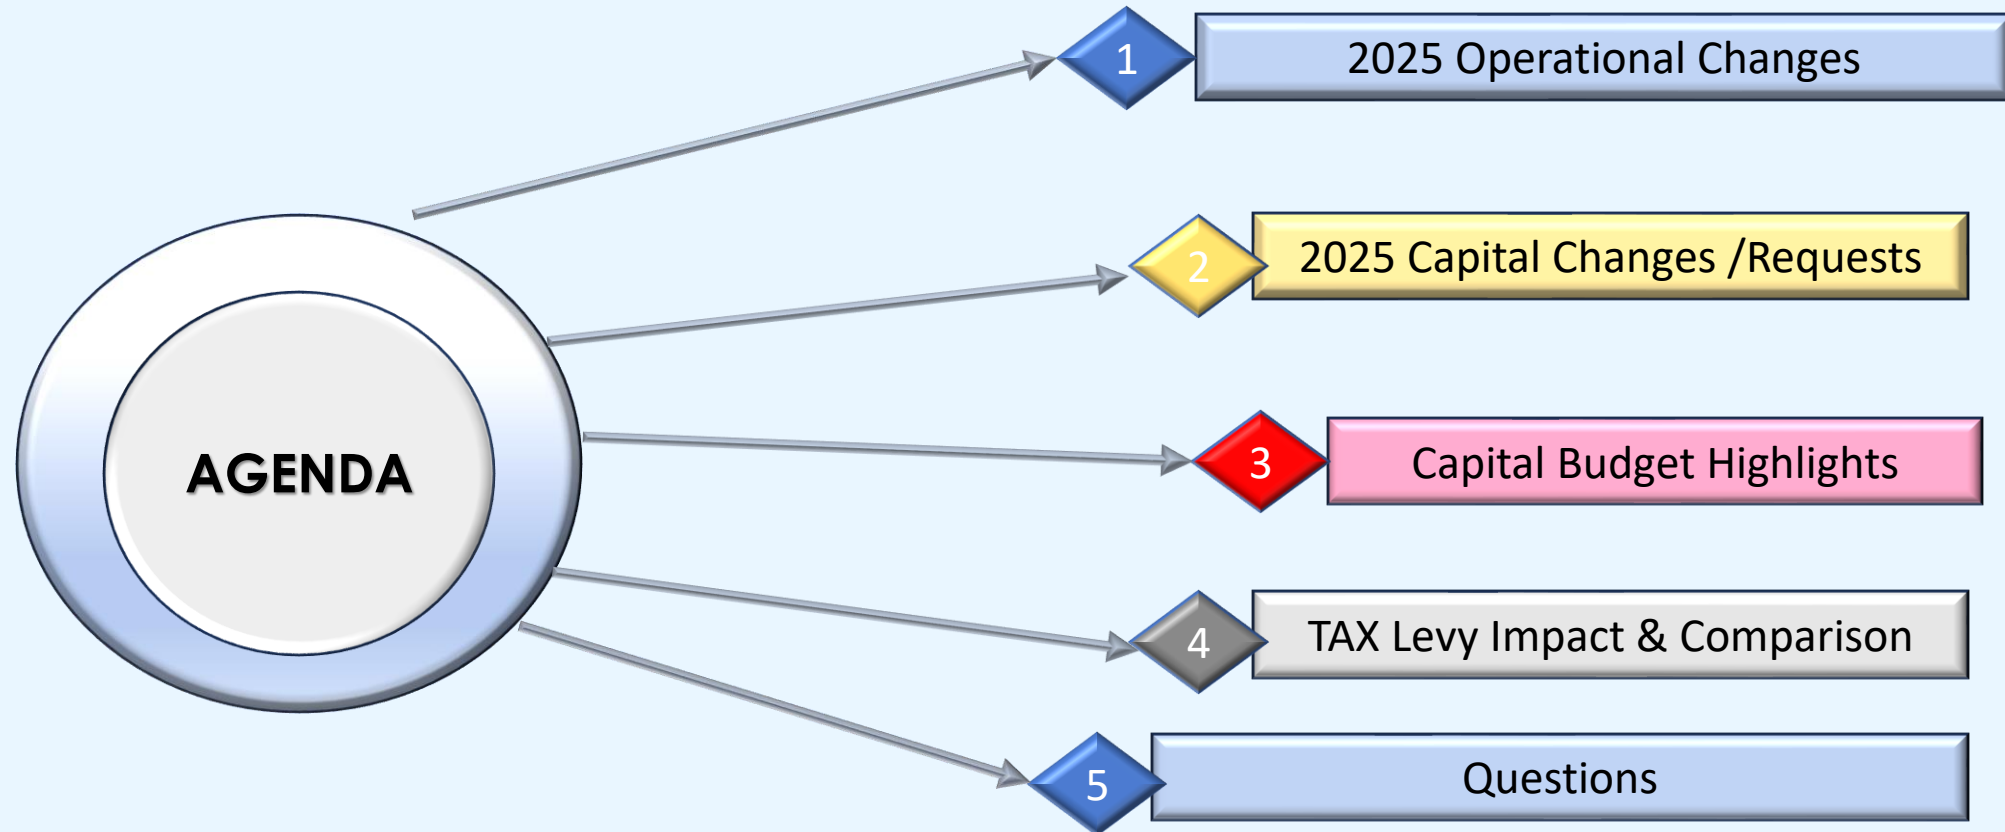 AGENDA
1 2025 Operational Changes
2 2025 Capital Changes /Requests
3 Capital Budget Highlights
4 TAX Levy Impact & Comparison
5 Questions